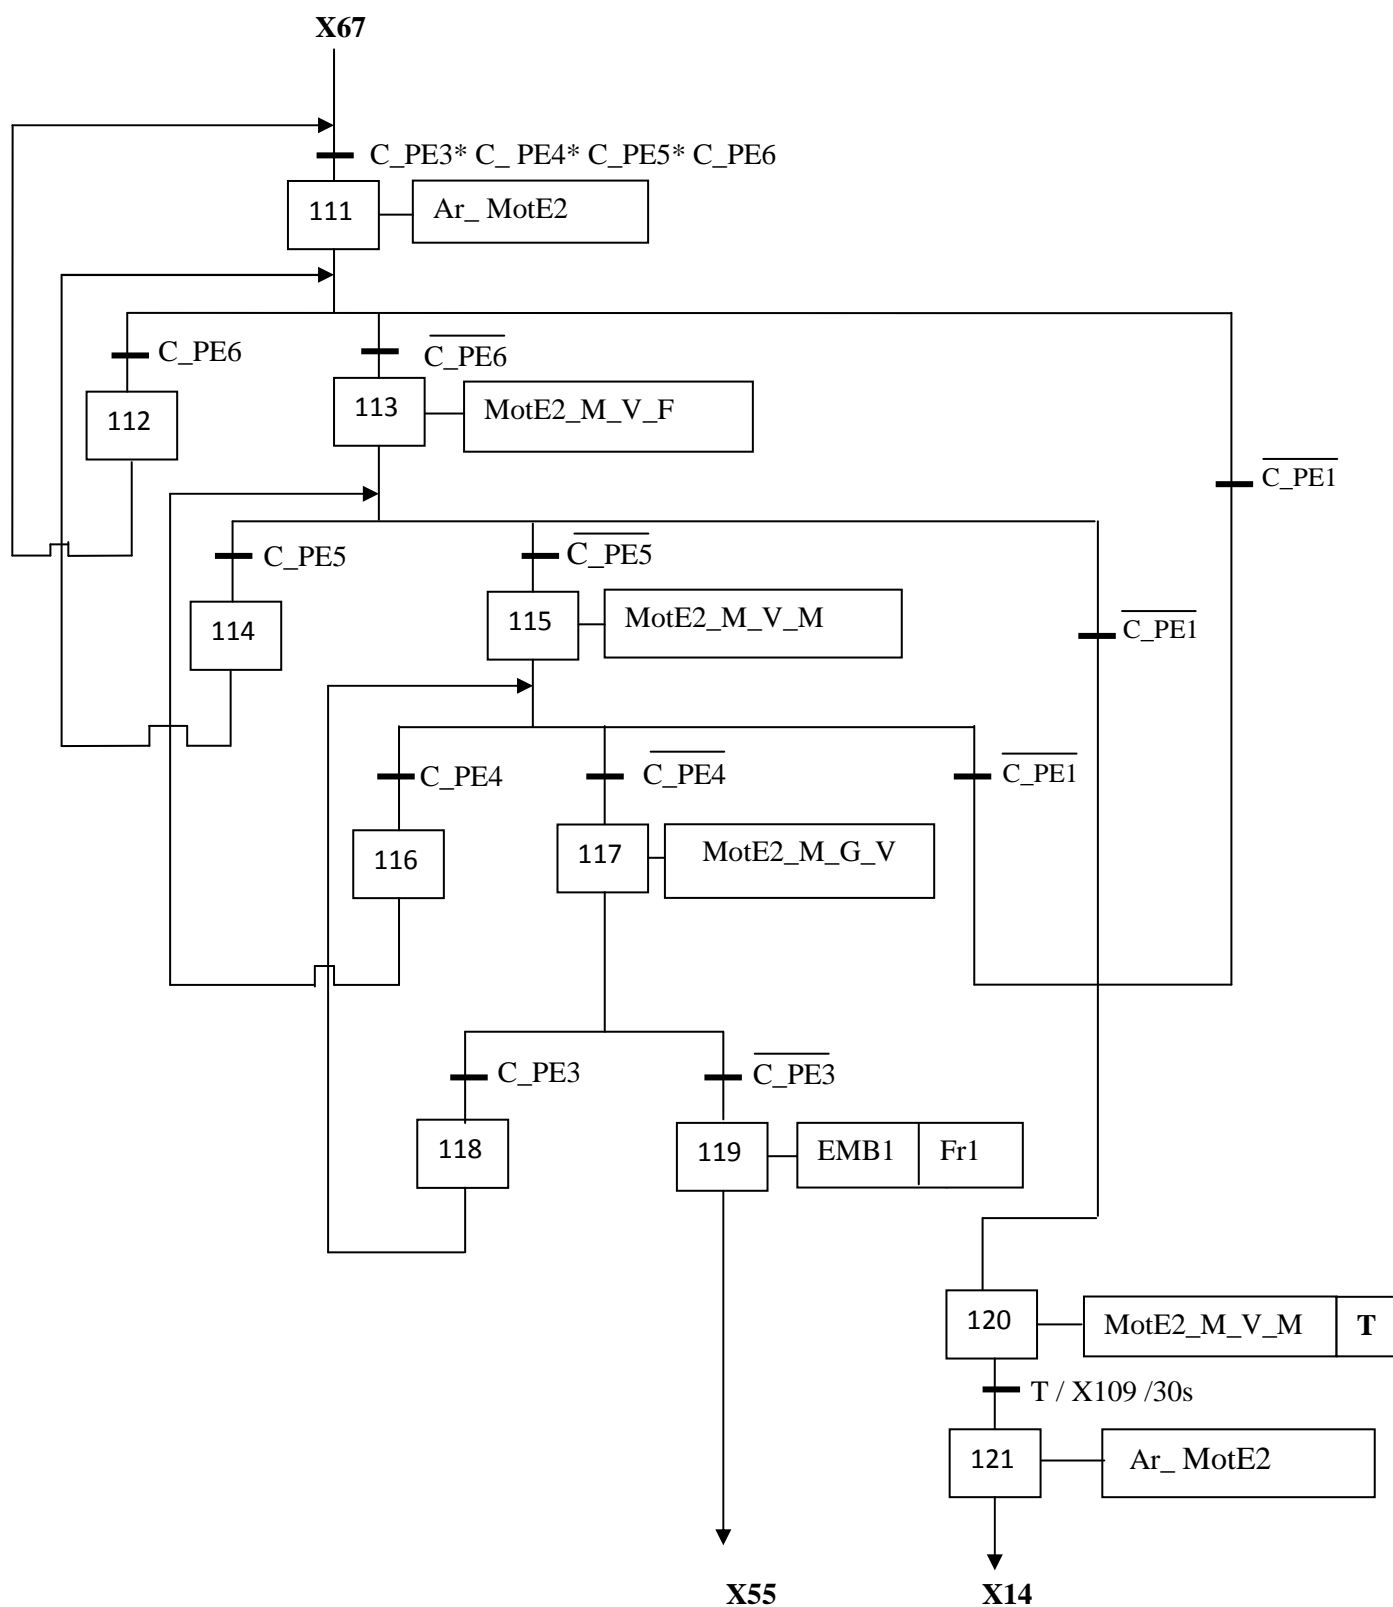 X67
C_PE3* C_ PE4* C_PE5* C_PE6
111
Ar_ MotE2
C_PE6
C_PE6
112
113
MotE2_M_V_F
C_PE1
C_PE5
C_PE5
114
115
MotE2_M_V_M
C_PE1
C_PE4
C_PE4
C_PE1
116
117
MotE2_M_G_V
C_PE3
C_PE3
118
119
EMB1
Fr1
120
MotE2_M_V_M
T
T / X109 /30s
121
Ar_ MotE2
X55
X14